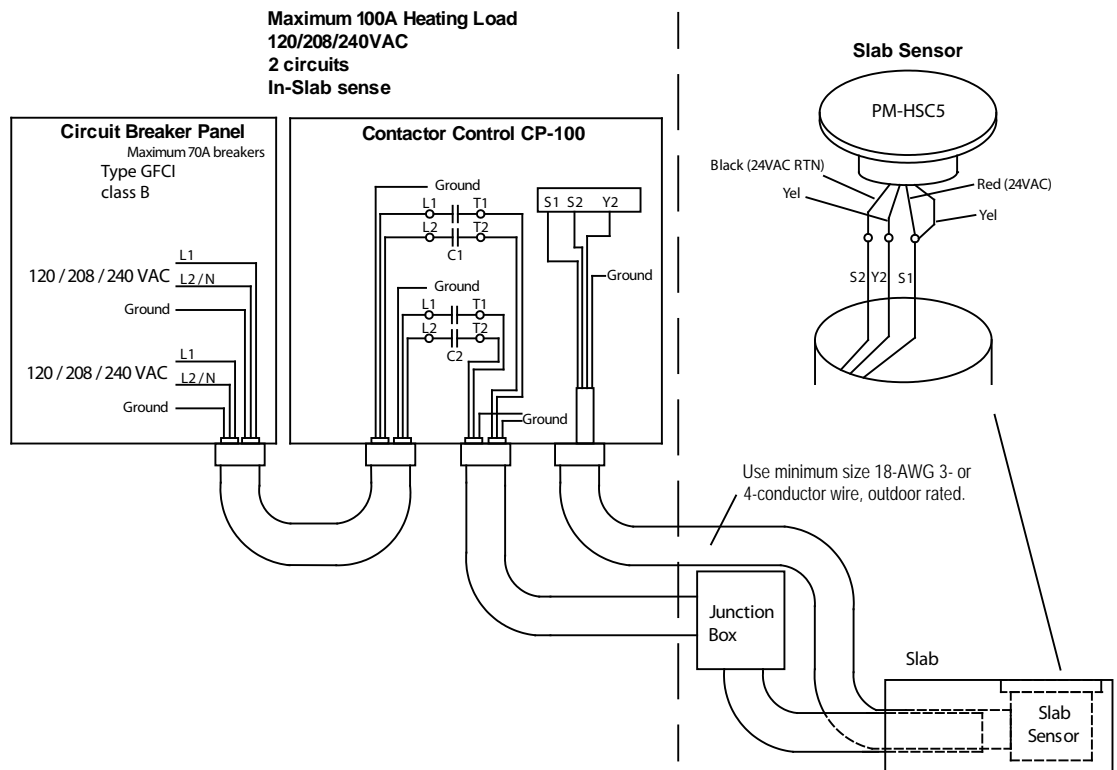 Maximum 100A Heating Load
120/208/240VAC
2 circuits
In-Slab sense
Circuit Breaker Panel
Maximum 70A breakers
Type GFCI
class B
L1
120 / 208 / 240 VAC
L2 / N
Ground
L1
120 / 208 / 240 VAC
L2 / N
Ground
Contactor Control CP-100
Ground
L1
T1
L2
T2
C1
Ground
L1
T1
L2
T2
C2
Ground
S1 S2 Y2
Ground
Slab Sensor
PM-HSC5
Black (24VAC RTN)
Yel
Red (24VAC)
Yel
S2 Y2 S1
Use minimum size 18-AWG 3- or
4-conductor wire, outdoor rated.
Junction
Box
Slab
Slab
Sensor